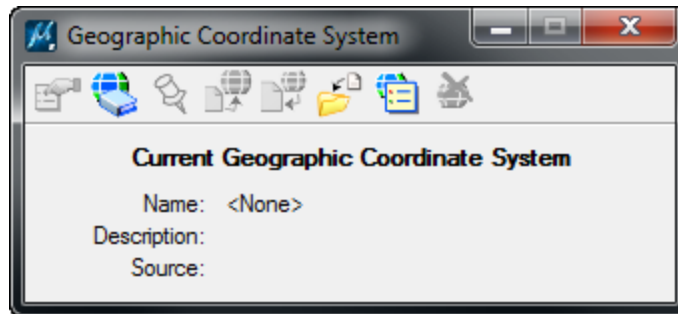 Geographic Coordinate System
Current Geographic Coordinate System
Name: <None>
Description:
Source: